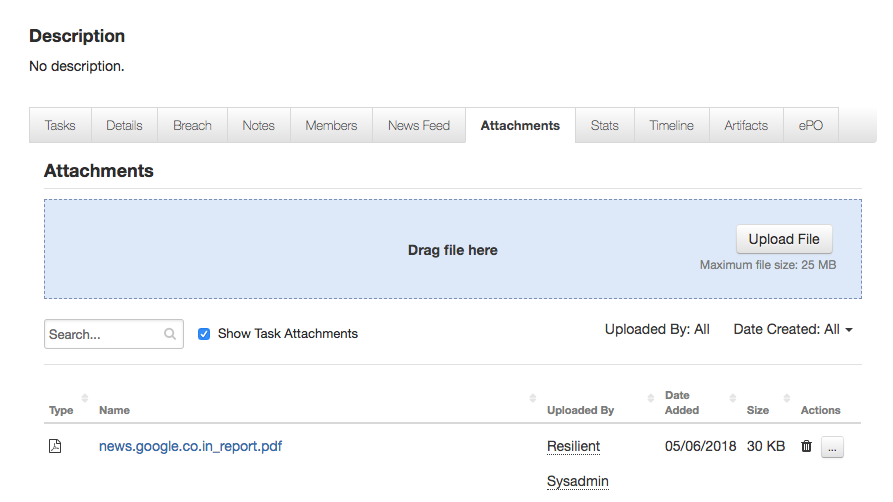 Description
No description.
Tasks Details Breach Notes Members News Feed Attachments Stats Timeline Artifacts ePO
Attachments
Drag file here
Upload File
Maximum file size: 25 MB
Search...
Show Task Attachments
Uploaded By: All
Date Created: All
Type Name Uploaded By Date Added Size Actions
news.google.co.in_report.pdf Resilient 05/06/2018 30 KB ...
Sysadmin